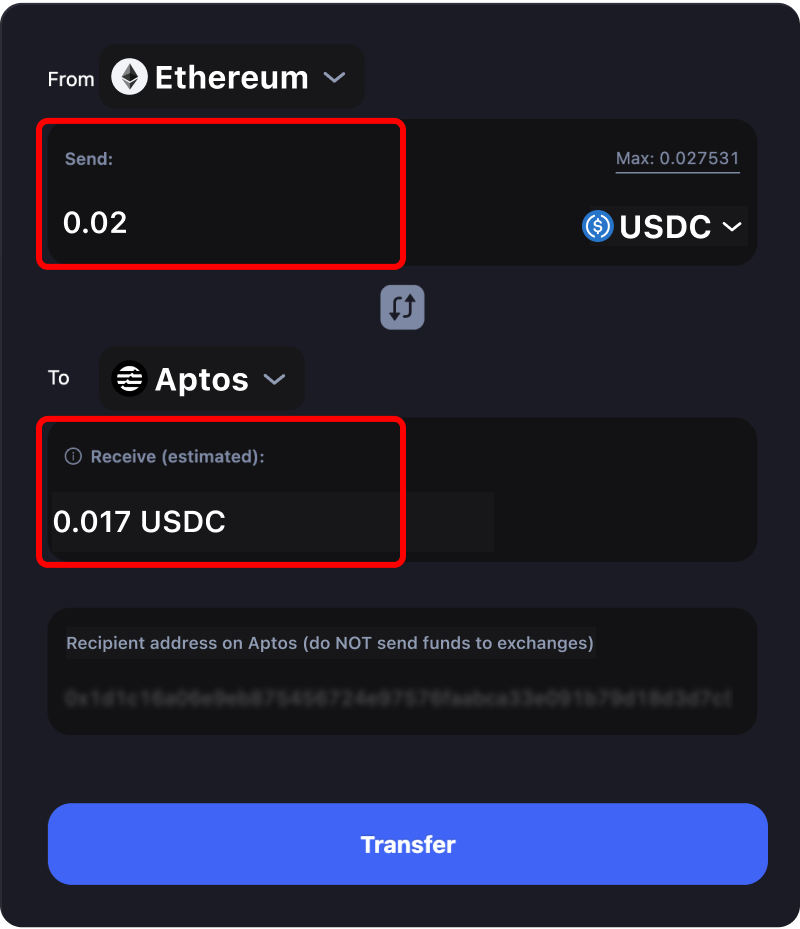 From Ethereum
Send:
Max: 0.027531
0.02
USDC
To Aptos
Receive (estimated):
0.017 USDC
Recipient address on Aptos (do NOT send funds to exchanges)
Transfer